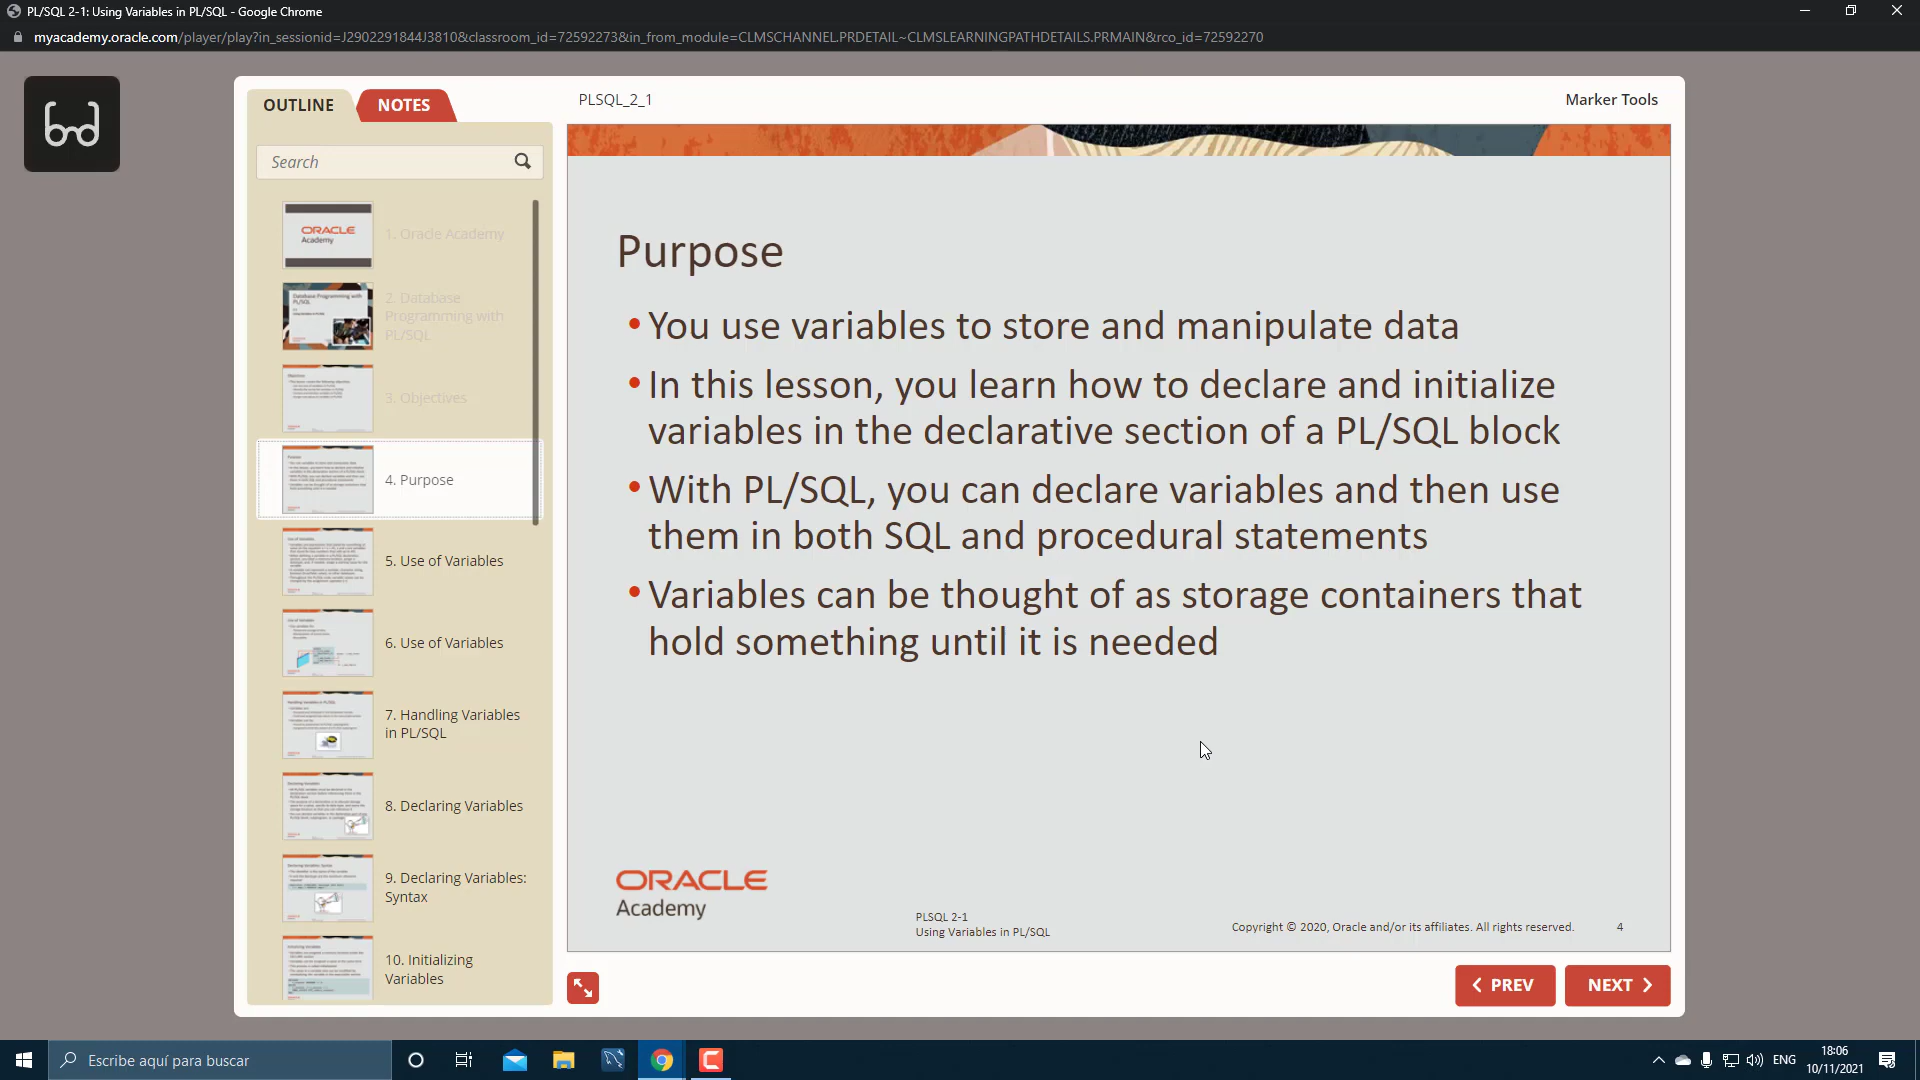 PL/SQL 2-1: Using Variables in PL/SQL - Google Chrome
myacademy.oracle.com/player/play?in_sessionid=J2902291844J3810&classroom_id=72592273&in_from_module=CLMSCHANNEL.PRDETAIL~CLMSLEARNINGPATHDETAILS.PRMAIN&rco_id=72592270
OUTLINE
NOTES
PLSQL_2_1
Marker Tools
Search
ORACLE
Academy
1. Oracle Academy
Database Programming with
PL/SQL
2. Database
Programming with
PL/SQL
3. Objectives
4. Purpose
5. Use of Variables
6. Use of Variables
7. Handling Variables
in PL/SQL
8. Declaring Variables
9. Declaring Variables:
Syntax
10. Initializing
Variables
Purpose
•You use variables to store and manipulate data
•In this lesson, you learn how to declare and initialize
variables in the declarative section of a PL/SQL block
•With PL/SQL, you can declare variables and then use
them in both SQL and procedural statements
•Variables can be thought of as storage containers that
hold something until it is needed
ORACLE
Academy
PLSQL 2-1
Using Variables in PL/SQL
Copyright © 2020, Oracle and/or its affiliates. All rights reserved.
4
PREV
NEXT
Escribe aquí para buscar
ENG
18:06
10/11/2021